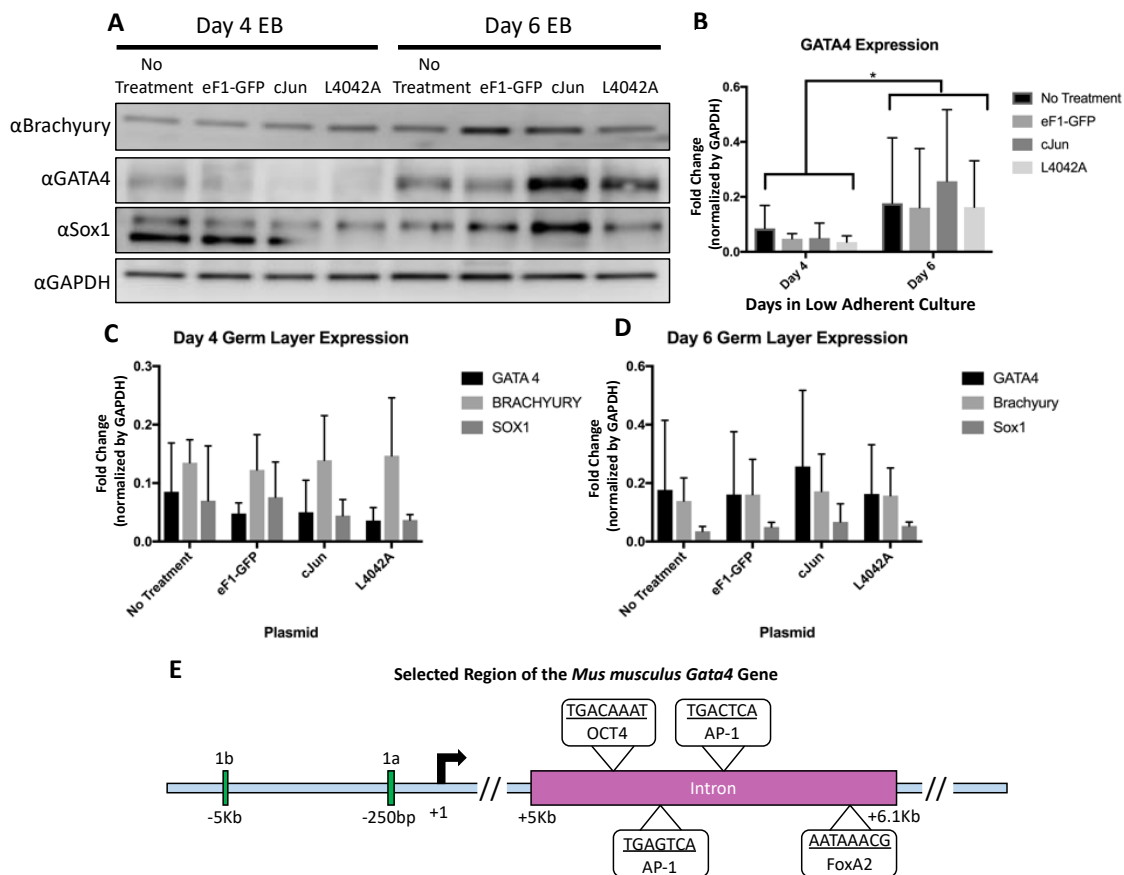 A
Day 4 EB
Day 6 EB
No Treatment
eF1-GFP
cJun
L4042A
No Treatment
eF1-GFP
cJun
L4042A
αBrachyury
αGATA4
αSox1
αGAPDH
B
GATA4 Expression
Fold Change
(normalized by GAPDH)
0.6
0.4
0.2
0.0
*
Day 4
Day 6
Days in Low Adherent Culture
No Treatment
eF1-GFP
cJun
L4042A
C
Day 4 Germ Layer Expression
Fold Change
(normalized by GAPDH)
0.3
0.2
0.1
0.0
No Treatment
eF1-GFP
cJun
L4042A
Plasmid
GATA 4
BRACHYURY
SOX1
D
Day 6 Germ Layer Expression
Fold Change
(normalized by GAPDH)
0.6
0.4
0.2
0.0
No Treatment
eF1-GFP
cJun
L4042A
Plasmid
GATA4
Brachyury
Sox1
E
Selected Region of the Mus musculus Gata4 Gene
TGACAAAT
OCT4
TGACTCA
AP-1
1b
1a
//
Intron
//
-5Kb
-250bp
+1
+5Kb
+6.1Kb
TGAGTCA
AP-1
AATAAACG
FoxA2